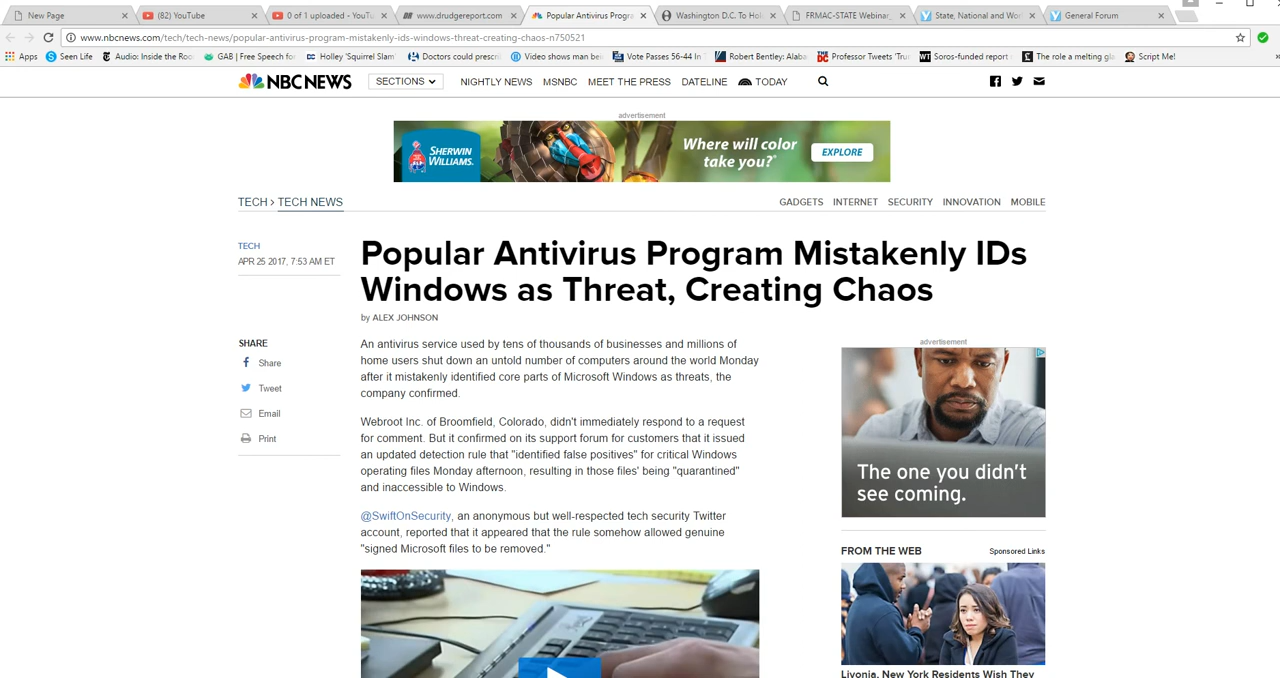 New Page
(82) YouTube
0 of 1 uploaded - YouTu
www.drudgereport.com
Popular Antivirus Progra
Washington D.C. To Hol
FRMAC-STATE Webinar_
State, National and Wor
General Forum
www.nbcnews.com/tech/tech-news/popular-antivirus-program-mistakenly-ids-windows-threat-creating-chaos-n750521
Apps
Seen Life
Audio: Inside the Roo
GAB | Free Speech fo
Holley 'Squirrel Slam'
Doctors could prescri
Video shows man be
Vote Passes 56-44 In
Robert Bentley: Alaba
Professor Tweets 'Tru
Soros-funded report
The role a melting gla
Script Me!
NBC NEWS
SECTIONS
NIGHTLY NEWS
MSNBC
MEET THE PRESS
DATELINE
TODAY
advertisement
SHERWIN
WILLIAMS.
Where will color
take you?®
EXPLORE
TECH > TECH NEWS
GADGETS
INTERNET
SECURITY
INNOVATION
MOBILE
TECH
APR 25 2017, 7:53 AM ET
Popular Antivirus Program Mistakenly IDs
Windows as Threat, Creating Chaos
by ALEX JOHNSON
SHARE
Share
Tweet
Email
Print
An antivirus service used by tens of thousands of businesses and millions of
home users shut down an untold number of computers around the world Monday
after it mistakenly identified core parts of Microsoft Windows as threats, the
company confirmed.
Webroot Inc. of Broomfield, Colorado, didn't immediately respond to a request
for comment. But it confirmed on its support forum for customers that it issued
an updated detection rule that "identified false positives" for critical Windows
operating files Monday afternoon, resulting in those files' being "quarantined"
and inaccessible to Windows.
@SwiftOnSecurity, an anonymous but well-respected tech security Twitter
account, reported that it appeared that the rule somehow allowed genuine
"signed Microsoft files to be removed."
advertisement
The one you didn't
see coming.
FROM THE WEB
Sponsored Links
Livonia, New York Residents Wish They